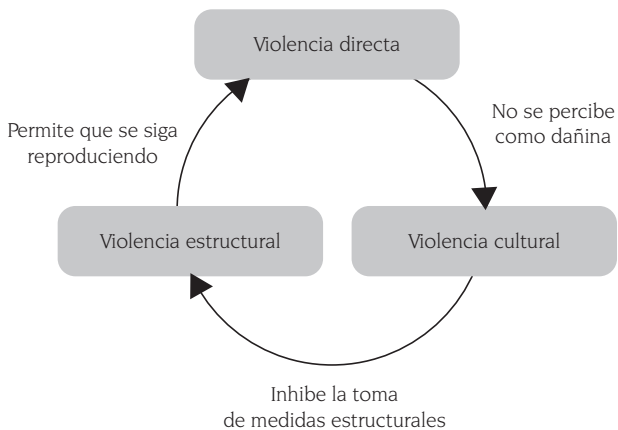 Violencia directa
No se percibe
como dañina
Permite que se siga
reproduciendo
Violencia estructural
Violencia cultural
Inhibe la toma
de medidas estructurales